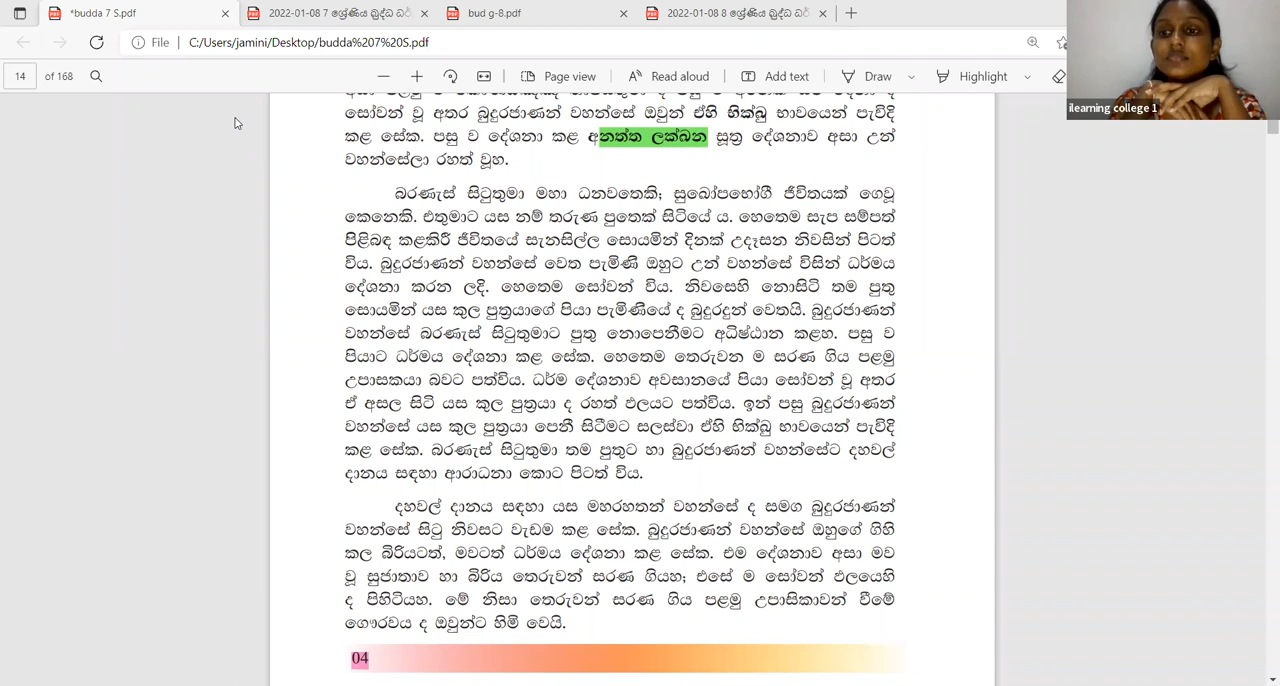 *budda 7 S.pdf
2022-01-08 7 ශ්‍රේණිය බුද්ධ ධර්
bud g-8.pdf
2022-01-08 8 ශ්‍රේණිය බුද්ධ ධර්
File
C:/Users/jamini/Desktop/budda%207%20S.pdf
14 of 168
Page view
Read aloud
Add text
Draw
Highlight
ilearning college 1
සෝවන් වූ අතර බුදුරජාණන් වහන්සේ ඔවුන් ඒහි භික්ඛු භාවයෙන් පැවිදි
කළ සේක. පසු ව දේශනා කළ අනත්ත ලක්ඛන සූත්‍ර දේශනාව අසා උන්
වහන්සේලා රහත් වූහ.
බරණැස් සිටුතුමා මහා ධනවතෙකි; සුඛෝපභෝගී ජීවිතයක් ගෙවූ
කෙනෙකි. එතුමාට යස නම් තරුණ පුතෙක් සිටියේ ය. හෙතෙම සැප සම්පත්
පිළිබඳ කළකිරී ජීවිතයේ සැනසිල්ල සොයමින් දිනක් උදෑසන නිවසින් පිටත්
විය. බුදුරජාණන් වහන්සේ වෙත පැමිණි ඔහුට උන් වහන්සේ විසින් ධර්මය
දේශනා කරන ලදි. හෙතෙම සෝවන් විය. නිවසෙහි නොසිටි තම පුතු
සොයමින් යස කුල පුත්‍රයාගේ පියා පැමිණියේ ද බුදුරදුන් වෙතයි. බුදුරජාණන්
වහන්සේ බරණැස් සිටුතුමාට පුතු නොපෙනීමට අධිෂ්ඨාන කළහ. පසු ව
පියාට ධර්මය දේශනා කළ සේක. හෙතෙම තෙරුවන ම සරණ ගිය පළමු
උපාසකයා බවට පත්විය. ධර්ම දේශනාව අවසානයේ පියා සෝවන් වූ අතර
ඒ අසල සිටි යස කුල පුත්‍රයා ද රහත් ඵලයට පත්විය. ඉන් පසු බුදුරජාණන්
වහන්සේ යස කුල පුත්‍රයා පෙනී සිටීමට සලස්වා ඒහි භික්ඛු භාවයෙන් පැවිදි
කළ සේක. බරණැස් සිටුතුමා තම පුතුට හා බුදුරජාණන් වහන්සේට දහවල්
දානය සඳහා ආරාධනා කොට පිටත් විය.
දහවල් දානය සඳහා යස මහරහතන් වහන්සේ ද සමග බුදුරජාණන්
වහන්සේ සිටු නිවසට වැඩම කළ සේක. බුදුරජාණන් වහන්සේ ඔහුගේ ගිහි
කල බිරියටත්, මවටත් ධර්මය දේශනා කළ සේක. එම දේශනාව අසා මව
වූ සුජාතාව හා බිරිය තෙරුවන් සරණ ගියහ; එසේ ම සෝවන් ඵලයෙහි
ද පිහිටියහ. මේ නිසා තෙරුවන් සරණ ගිය පළමු උපාසිකාවන් වීමේ
ගෞරවය ද ඔවුන්ට හිමි වෙයි.
04